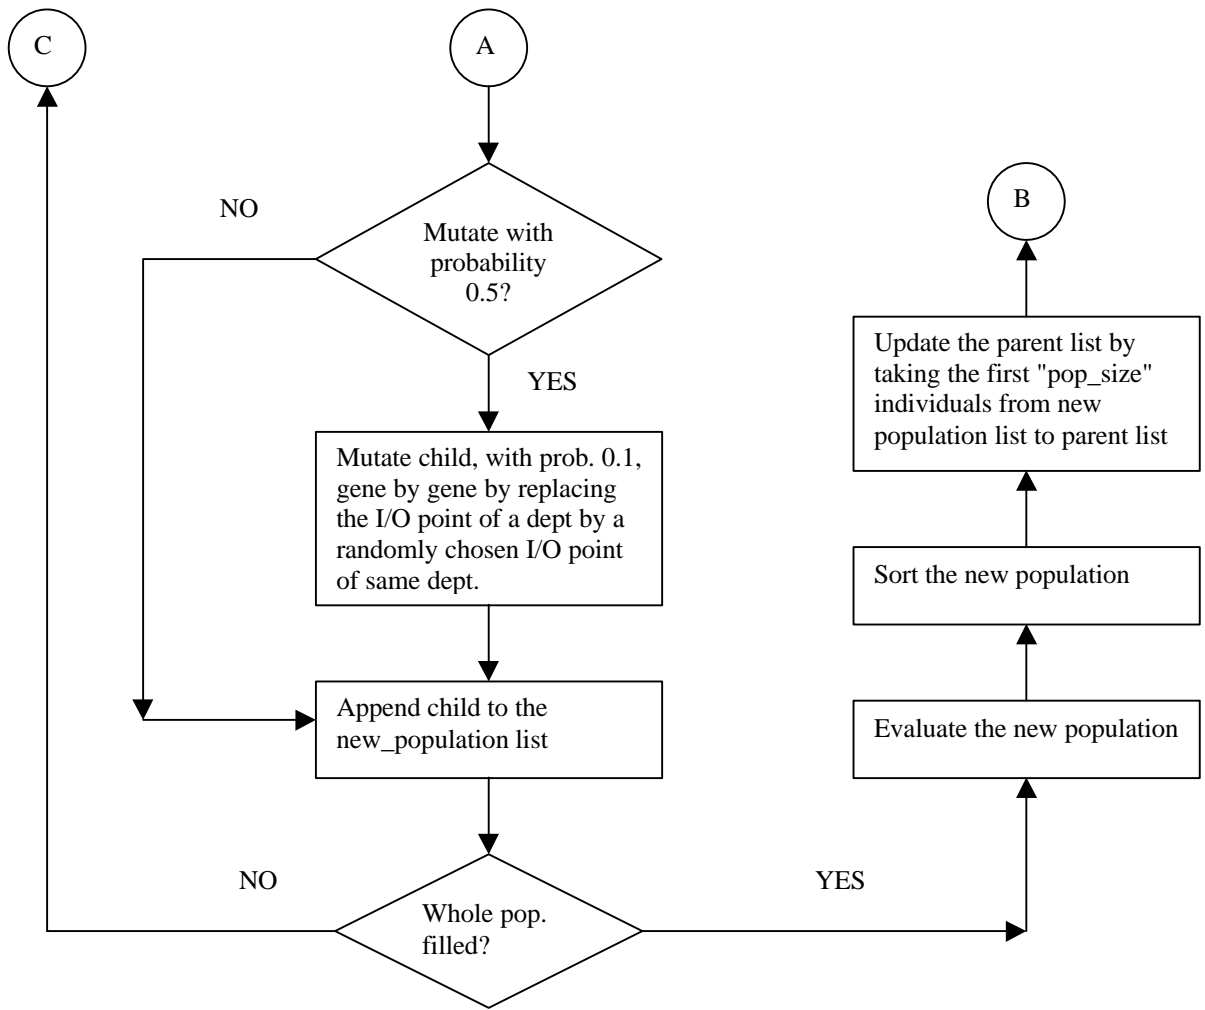 C
A
NO
Mutate with
probability
0.5?
YES
Mutate child, with prob. 0.1,
gene by gene by replacing
the I/O point of a dept by a
randomly chosen I/O point
of same dept.
Append child to the
new_population list
NO
Whole pop.
filled?
YES
Evaluate the new population
Sort the new population
Update the parent list by
taking the first "pop_size"
individuals from new
population list to parent list
B